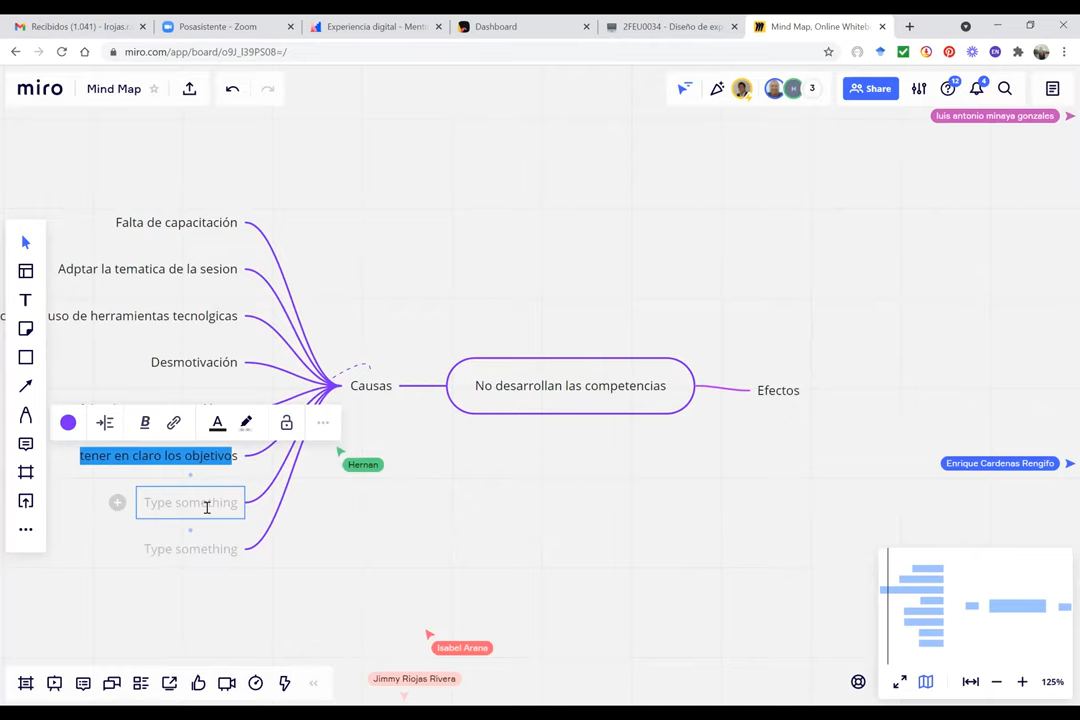 Recibidos (1.041) - lrojas.r
Posasistente - Zoom
Experiencia digital - Ment
Dashboard
2FEU0034 - Diseño de exp
Mind Map, Online Whiteb
miro.com/app/board/o9J_l39PS08=/
miro
Mind Map
3
Share
12
4
luis antonio minaya gonzales
Falta de capacitación
Adptar la tematica de la sesion
uso de herramientas tecnolgicas
Desmotivación
Causas
No desarrollan las competencias
Efectos
tener en claro los objetivos
Hernan
Enrique Cardenas Rengifo
Type something
Type something
Isabel Arana
Jimmy Riojas Rivera
125%